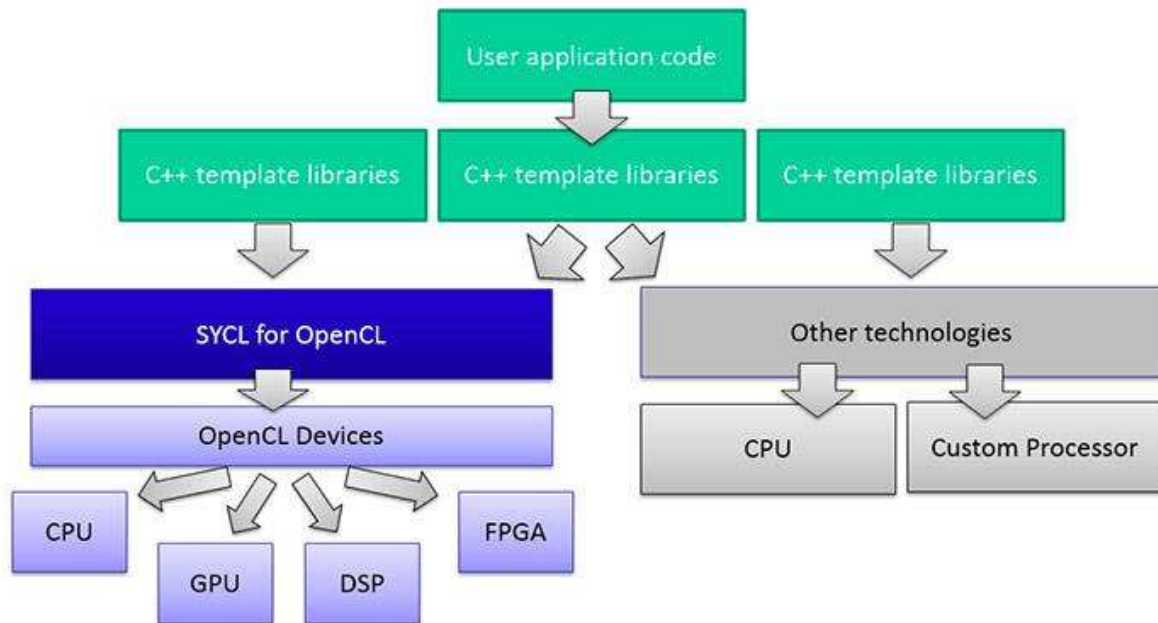 User application code
C++ template libraries
C++ template libraries
C++ template libraries
SYCL for OpenCL
Other technologies
OpenCL Devices
CPU
Custom Processor
CPU
FPGA
GPU
DSP